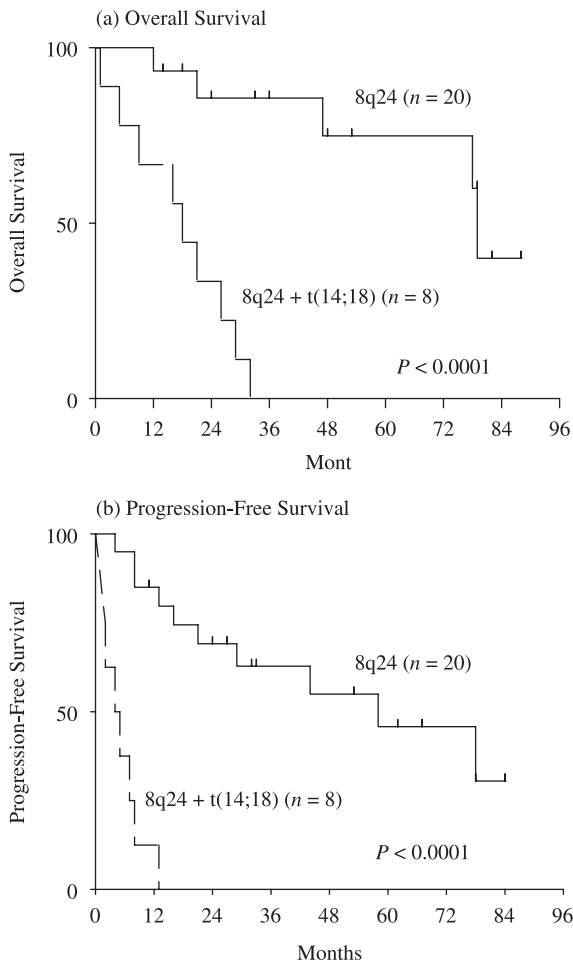 (a) Overall Survival
100
50
0
Overall Survival
8q24 (n = 20)
8q24 + t(14;18) (n = 8)
P < 0.0001
0 12 24 36 48 60 72 84 96
Mont
(b) Progression-Free Survival
100
50
0
Progression-Free Survival
8q24 (n = 20)
8q24 + t(14;18) (n = 8)
P < 0.0001
0 12 24 36 48 60 72 84 96
Months